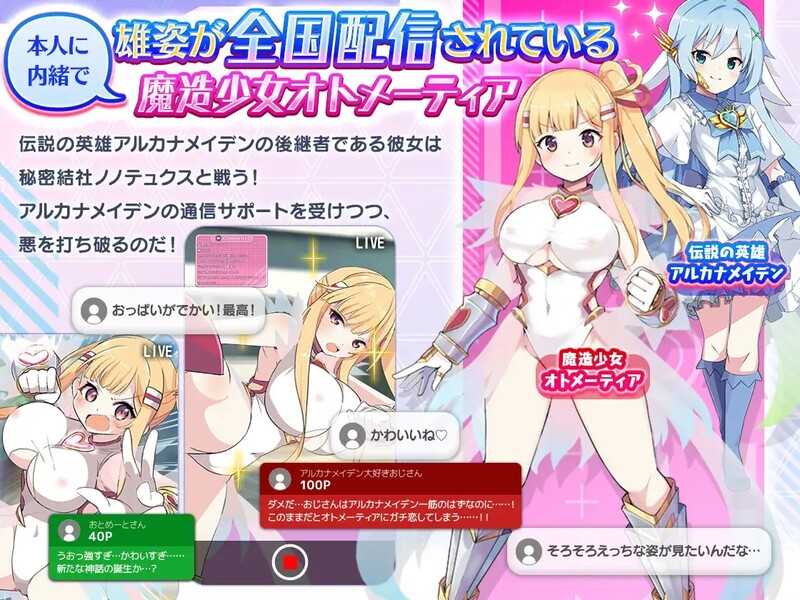 本人に
内緒で
雄姿が全国配信されている
魔造少女オトメーティア
伝説の英雄アルカナメイデンの後継者である彼女は
秘密結社ノノテュクスと戦う!
アルカナメイデンの通信サポートを受けつつ、
悪を打ち破るのだ!
LIVE
おっぱいがでかい!最高!
LIVE
かわいいね♡
アルカナメイデン大好きおじさん
100P
ダメだ…おじさんはアルカナメイデン一筋のはずなのに……!
このままだとオトメーティアにガチ恋してしまう……!!
おとめーとさん
40P
うおっ強すぎ…かわいすぎ……
新たな神話の誕生か…?
伝説の英雄
アルカナメイデン
魔造少女
オトメーティア
そろそろえっちな姿が見たいんだな…